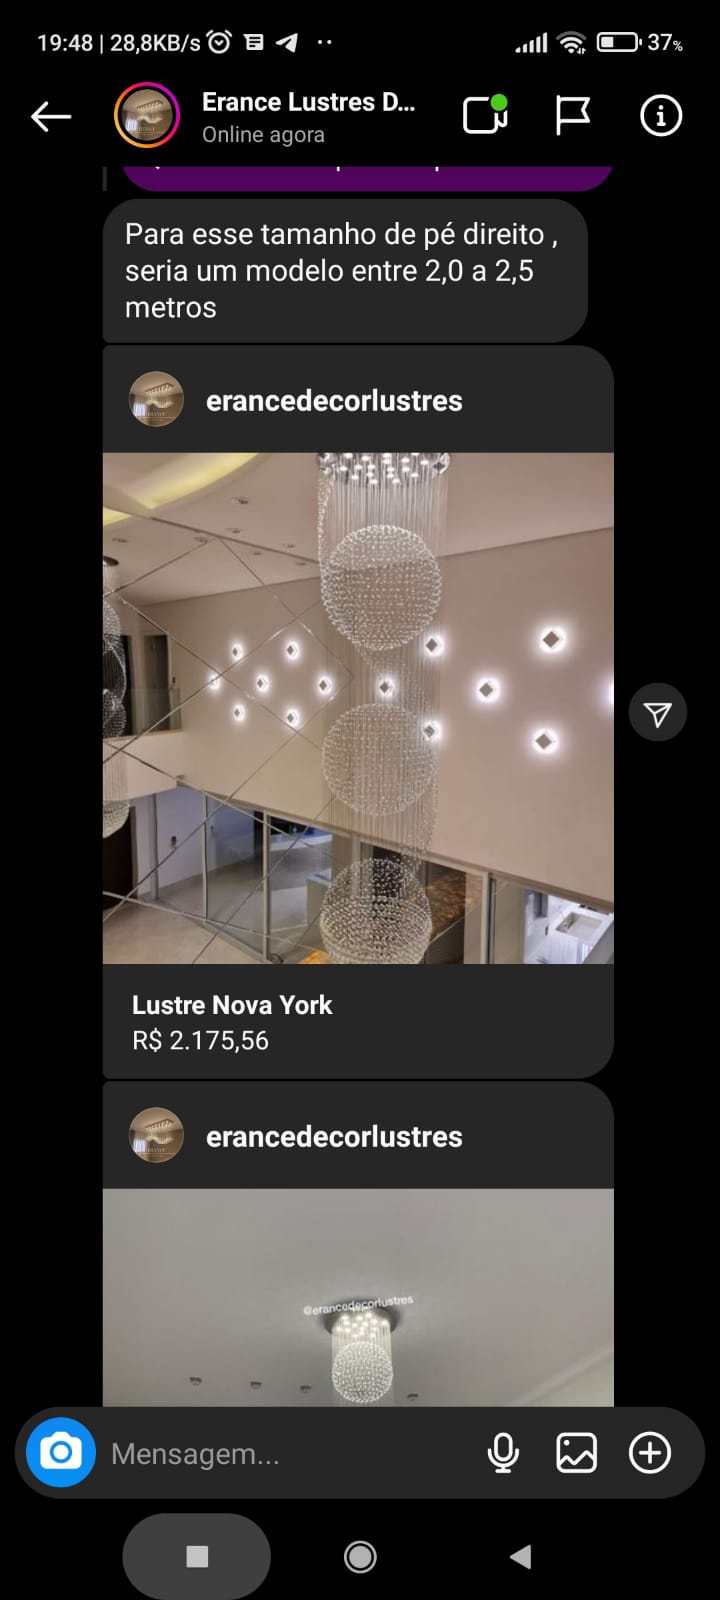 19:48 | 28,8KB/s
37%
Erance Lustres D...
Online agora
Para esse tamanho de pé direito ,
seria um modelo entre 2,0 a 2,5
metros
erancedecorlustres
Lustre Nova York
R$ 2.175,56
erancedecorlustres
@erancedecorlustres
Mensagem...